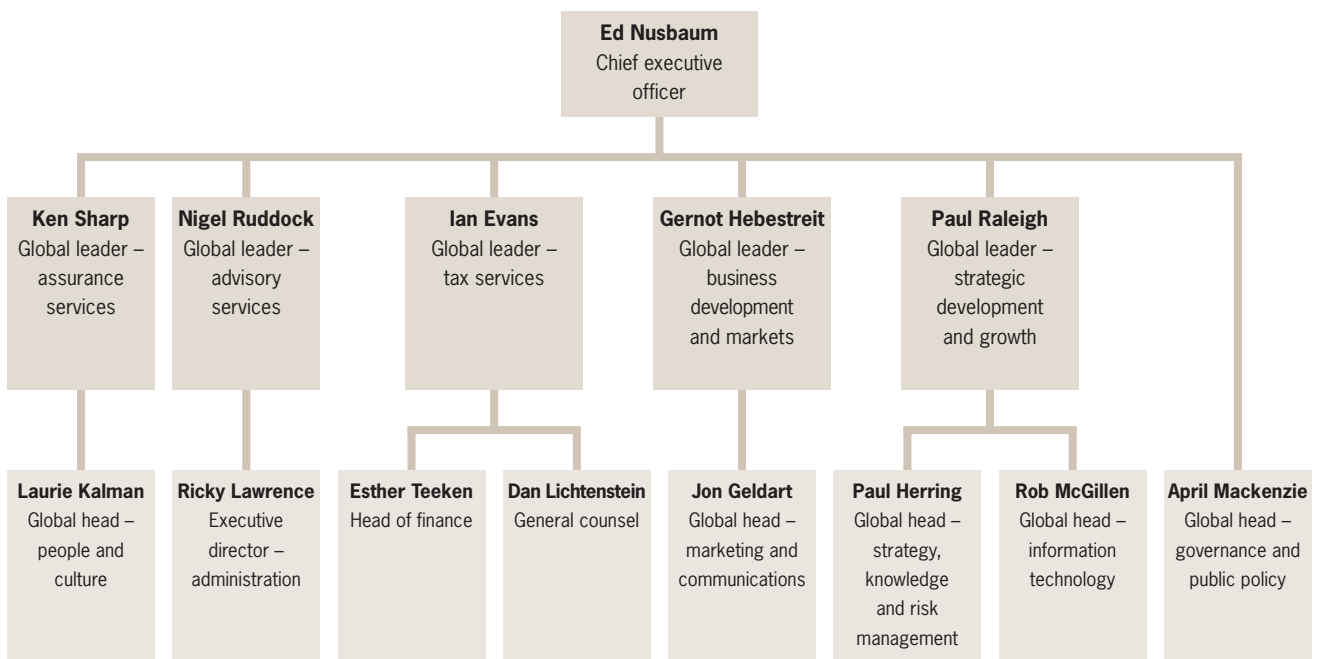 Ed Nusbaum
Chief executive
officer
Ken Sharp
Global leader –
assurance
services
Nigel Ruddock
Global leader –
advisory
services
Ian Evans
Global leader –
tax services
Gernot Hebestreit
Global leader –
business
development
and markets
Paul Raleigh
Global leader –
strategic
development
and growth
Laurie Kalman
Global head –
people and
culture
Ricky Lawrence
Executive
director –
administration
Esther Teeken
Head of finance
Dan Lichtenstein
General counsel
Jon Geldart
Global head –
marketing and
communications
Paul Herring
Global head –
strategy,
knowledge
and risk
management
Rob McGillen
Global head –
information
technology
April Mackenzie
Global head –
governance and
public policy